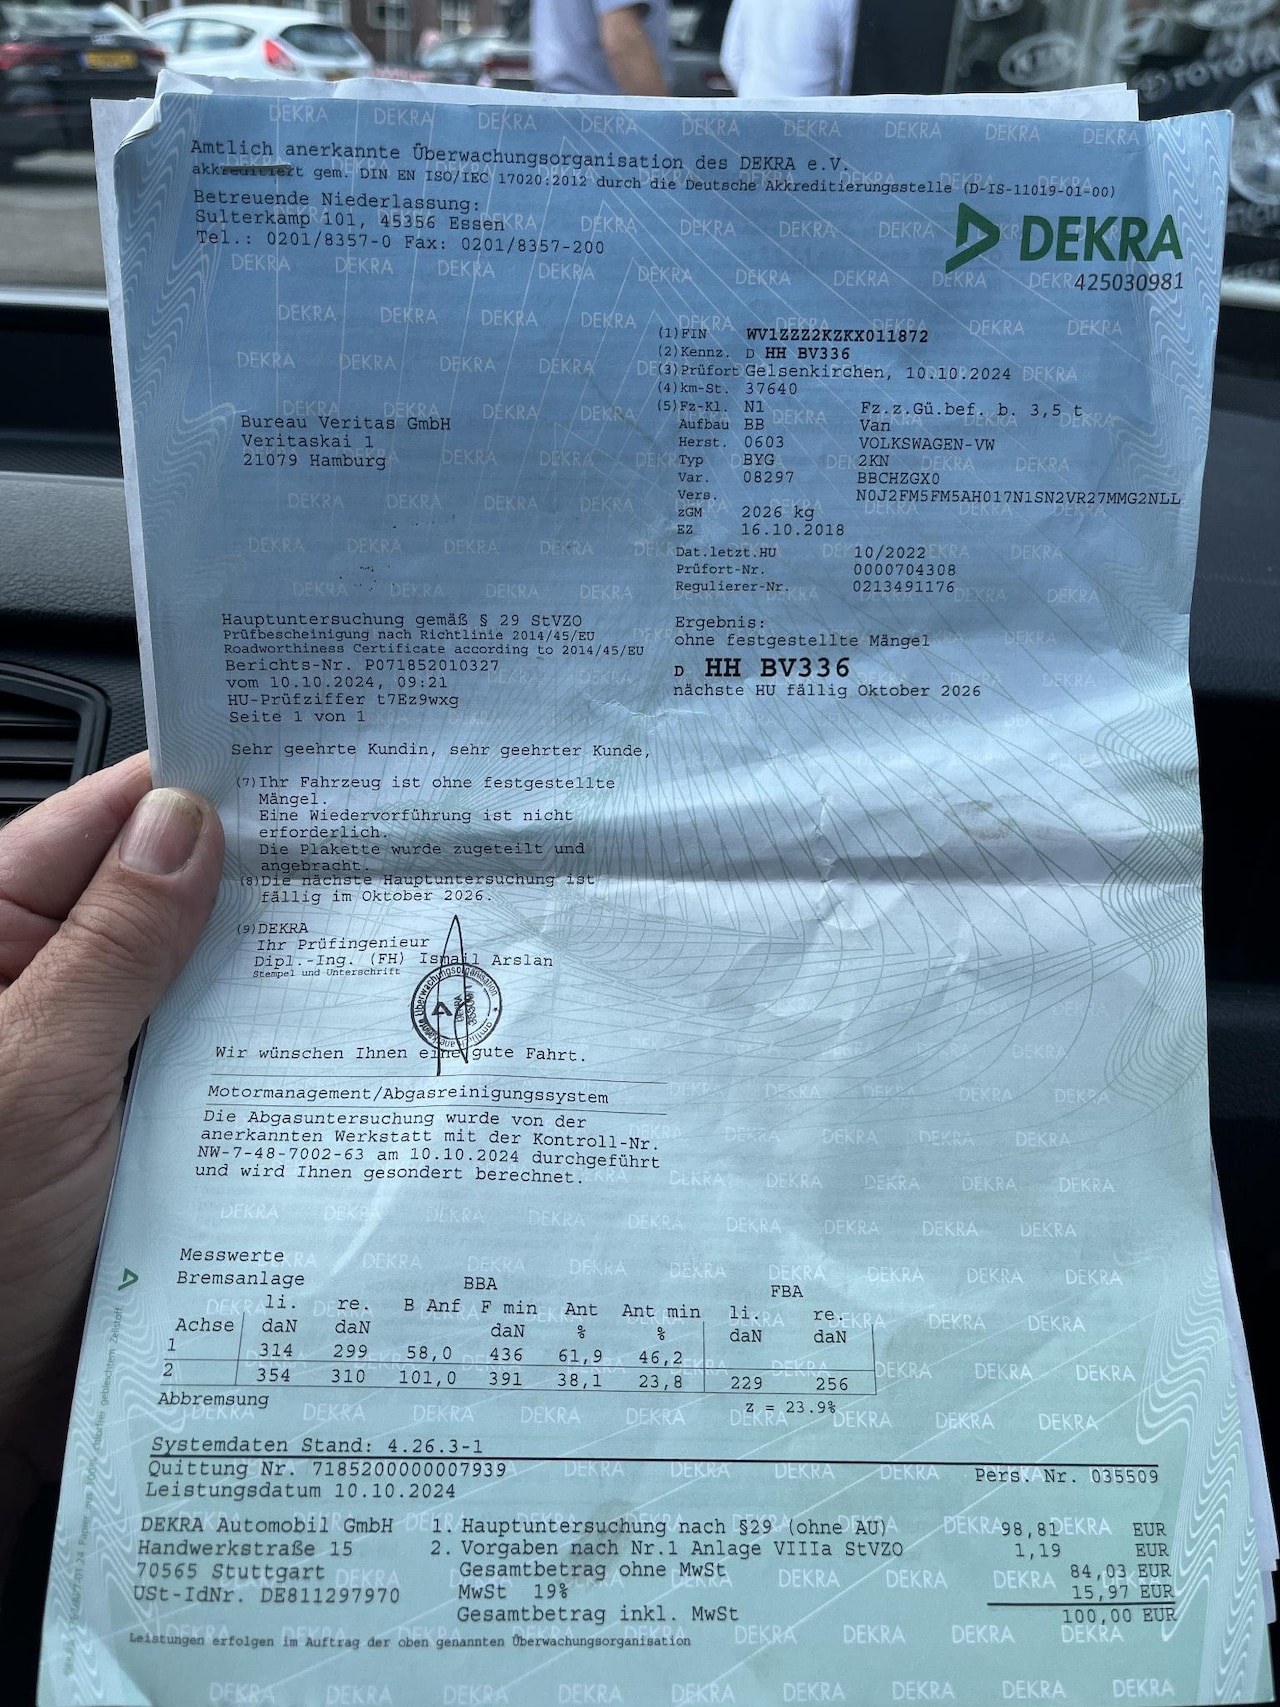 Amtlich anerkannte Überwachungsorganisation des DEKRA e.V.
akkreditiert gem. DIN EN ISO/IEC 17020:2012 durch die Deutsche Akkreditierungsstelle (D-IS-11019-01-00)
Betreuende Niederlassung:
Sulterkamp 101, 45356 Essen
Tel.: 0201/8357-0 Fax: 0201/8357-200
DEKRA
425030981
(1) FIN WV1ZZZ2KZKX011872
(2) Kennz. D HH BV336
(3) Prüfort Gelsenkirchen, 10.10.2024
(4) km-St. 37640
(5) Fz-Kl. N1 Fz.z.Gü.bef. b. 3,5 t
Aufbau BB Van
Herst. 0603 VOLKSWAGEN-VW
Typ BYG 2KN
Var. 08297 BBCHZGX0
Vers. N0J2FM5FM5AH017N1SN2VR27MMG2NLL
zGM 2026 kg
EZ 16.10.2018
Dat.letzt.HU 10/2022
Prüfort-Nr. 0000704308
Regulierer-Nr. 0213491176
Bureau Veritas GmbH
Veritaskai 1
21079 Hamburg
Hauptuntersuchung gemäß § 29 StVZO
Prüfbescheinigung nach Richtlinie 2014/45/EU
Roadworthiness Certificate according to 2014/45/EU
Berichts-Nr. P071852010327
vom 10.10.2024, 09:21
HU-Prüfziffer t7Ez9wxg
Seite 1 von 1
Ergebnis:
ohne festgestellte Mängel
D HH BV336
nächste HU fällig Oktober 2026
Sehr geehrte Kundin, sehr geehrter Kunde,
(7) Ihr Fahrzeug ist ohne festgestellte
Mängel.
Eine Wiedervorführung ist nicht
erforderlich.
Die Plakette wurde zugeteilt und
angebracht.
(8) Die nächste Hauptuntersuchung ist
fällig im Oktober 2026.
(9) DEKRA
Ihr Prüfingenieur
Dipl.-Ing. (FH) Ismail Arslan
Stempel und Unterschrift
Wir wünschen Ihnen eine gute Fahrt.
Motormanagement/Abgasreinigungssystem
Die Abgasuntersuchung wurde von der
anerkannten Werkstatt mit der Kontroll-Nr.
NW-7-48-7002-63 am 10.10.2024 durchgeführt
und wird Ihnen gesondert berechnet.
Messwerte
Bremsanlage BBA FBA
li. re. B Anf F min Ant Ant min li. re.
Achse daN daN daN % % daN daN
1 314 299 58,0 436 61,9 46,2
2 354 310 101,0 391 38,1 23,8 229 256
Abbremsung z = 23.9%
Systemdaten Stand: 4.26.3-1
Quittung Nr. 7185200000007939 Pers.-Nr. 035509
Leistungsdatum 10.10.2024
DEKRA Automobil GmbH 1. Hauptuntersuchung nach §29 (ohne AU) 98,81 EUR
Handwerkstraße 15 2. Vorgaben nach Nr.1 Anlage VIIIa StVZO 1,19 EUR
70565 Stuttgart Gesamtbetrag ohne MwSt 84,03 EUR
USt-IdNr. DE811297970 MwSt 19% 15,97 EUR
Gesamtbetrag inkl. MwSt 100,00 EUR
Leistungen erfolgen im Auftrag der oben genannten Überwachungsorganisation
TOYOTA